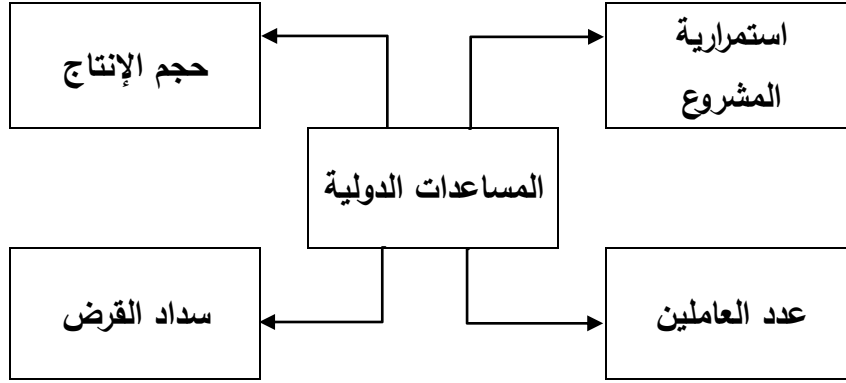 استمرارية
المشروع
حجم الإنتاج
المساعدات الدولية
عدد العاملين
سداد القرض